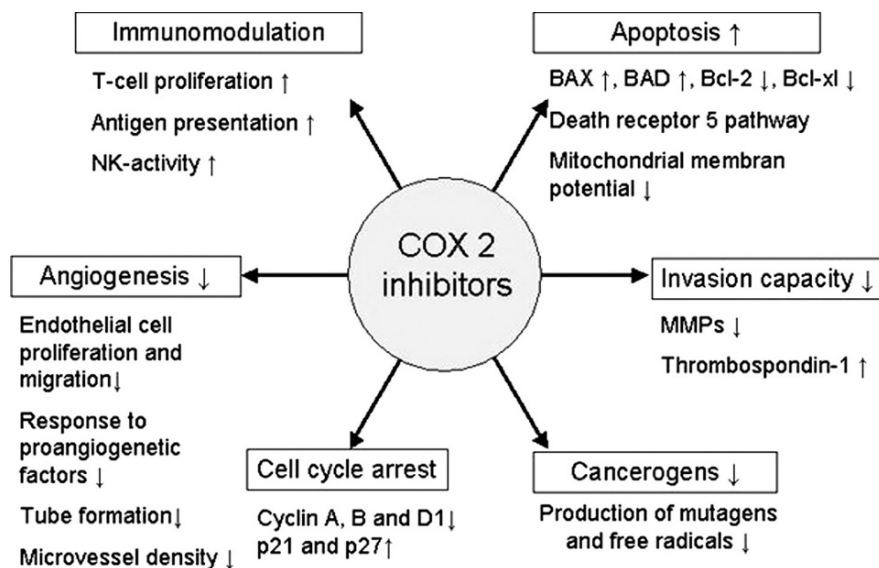 Immunomodulation
T-cell proliferation ↑
Antigen presentation ↑
NK-activity ↑
Apoptosis ↑
BAX ↑, BAD ↑, Bcl-2 ↓, Bcl-xl ↓
Death receptor 5 pathway
Mitochondrial membran
potential ↓
COX 2
inhibitors
Angiogenesis ↓
Endothelial cell
proliferation and
migration↓
Response to
proangiogenetic
factors ↓
Tube formation↓
Microvessel density ↓
Invasion capacity ↓
MMPs ↓
Thrombospondin-1 ↑
Cell cycle arrest
Cyclin A, B and D1↓
p21 and p27↑
Cancerogens ↓
Production of mutagens
and free radicals ↓